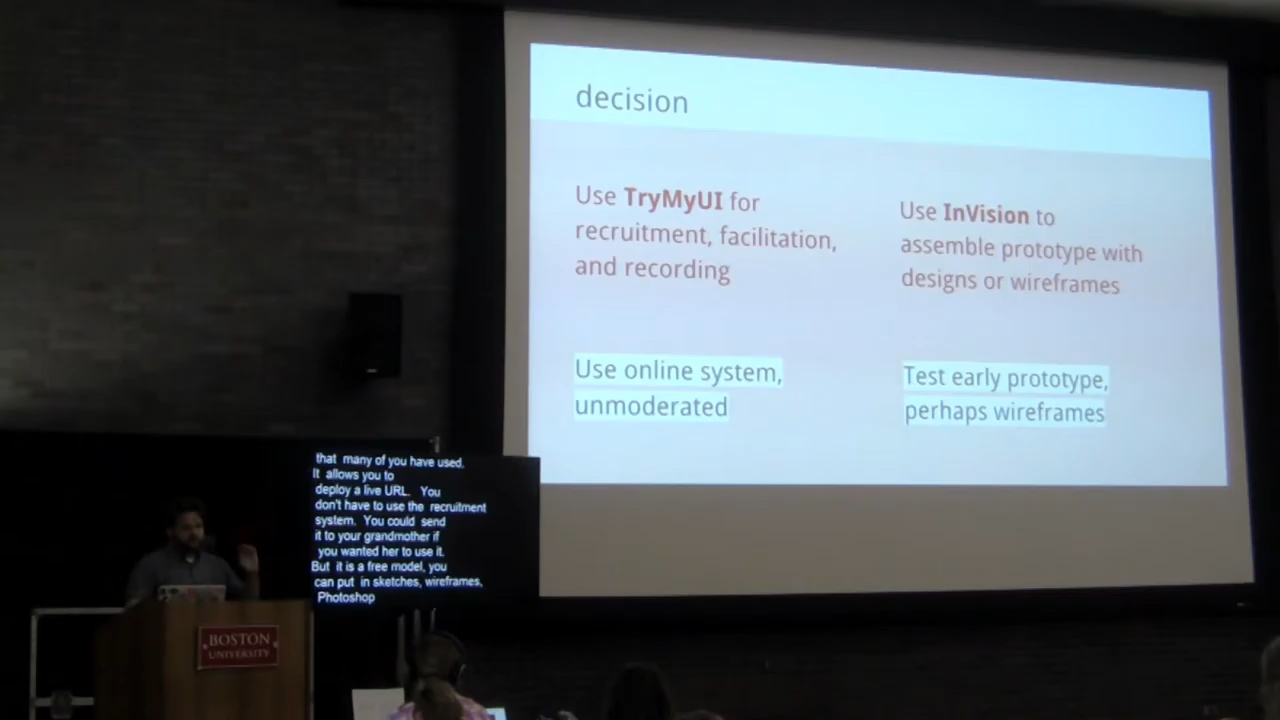 decision
Use TryMyUI for
recruitment, facilitation,
and recording
Use InVision to
assemble prototype with
designs or wireframes
Use online system,
unmoderated
Test early prototype,
perhaps wireframes
that many of you have used.
It allows you to
deploy a live URL. You
don't have to use the recruitment
system. You could send
it to your grandmother if
you wanted her to use it.
But it is a free model, you
can put in sketches, wireframes,
Photoshop
BOSTON
UNIVERSITY